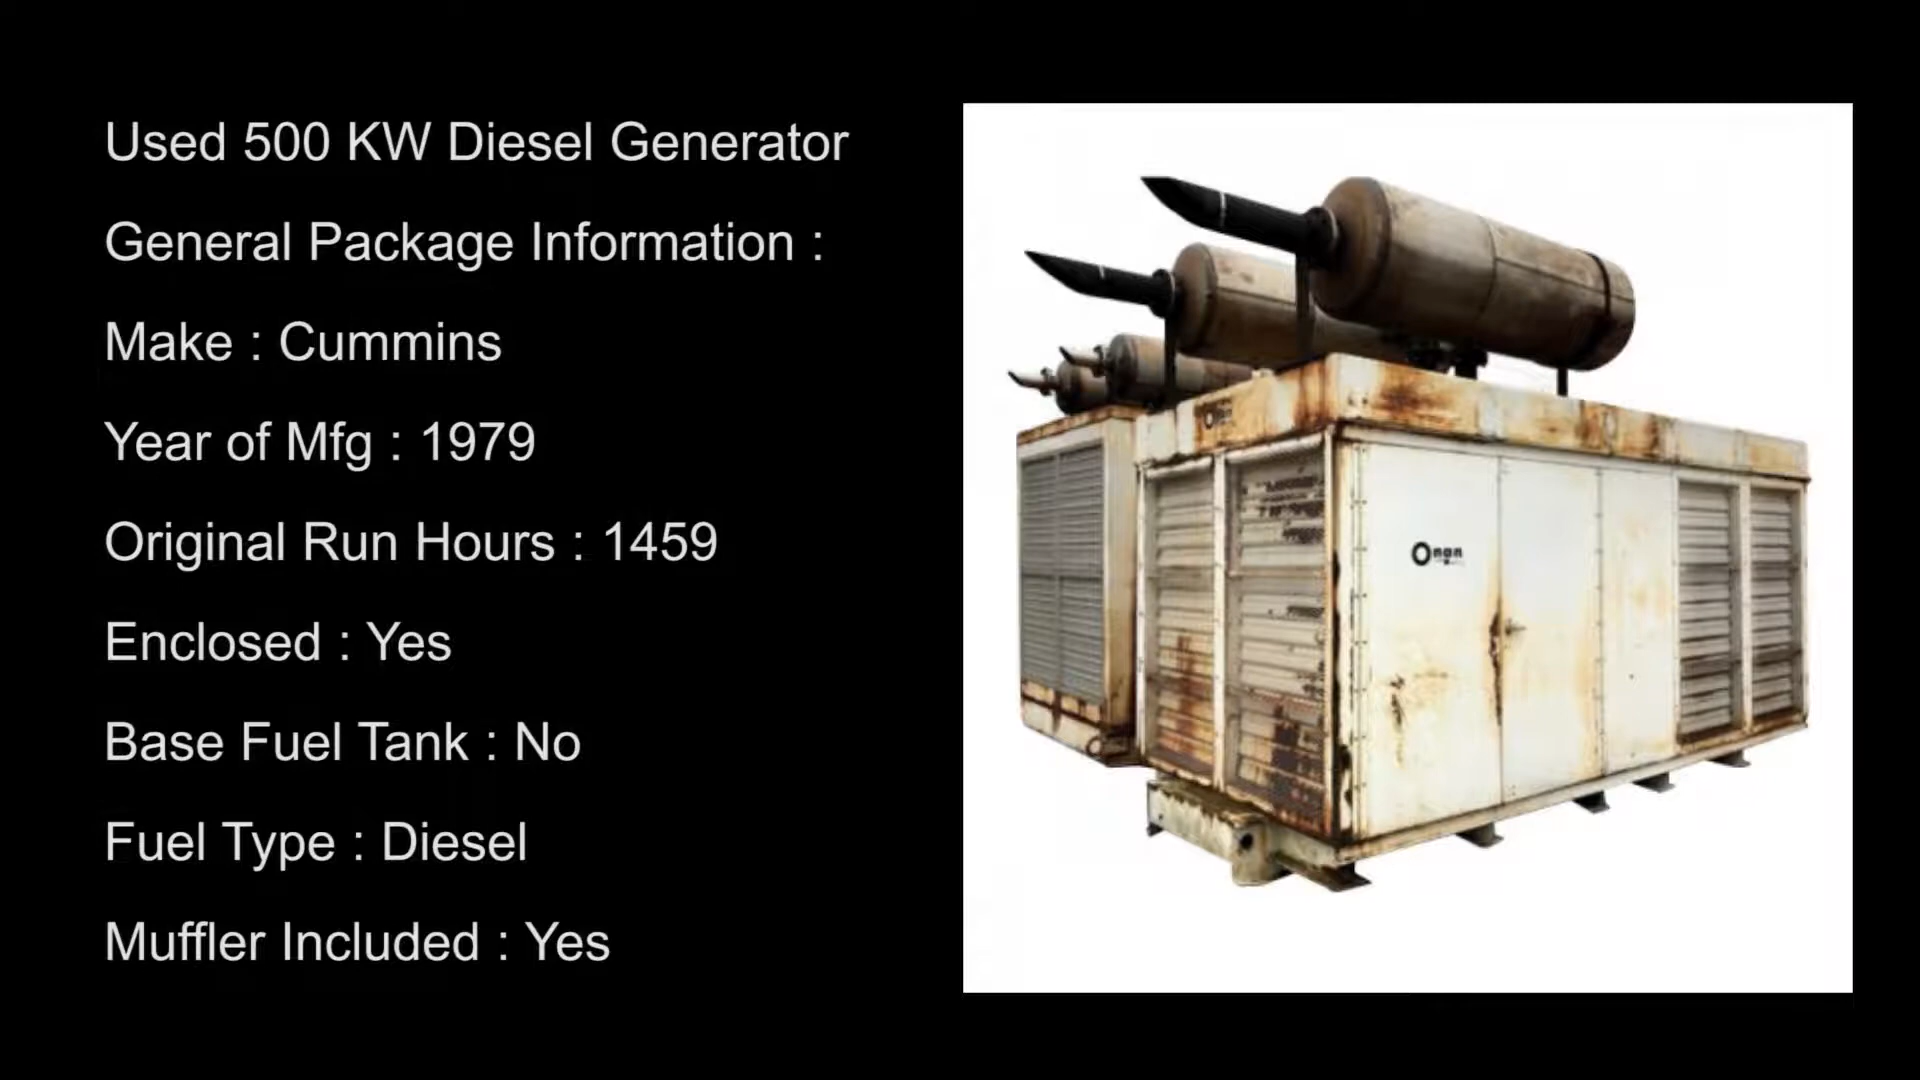 Used 500 KW Diesel Generator
General Package Information :
Make : Cummins
Year of Mfg : 1979
Original Run Hours : 1459
Enclosed : Yes
Base Fuel Tank : No
Fuel Type : Diesel
Muffler Included : Yes
Onan